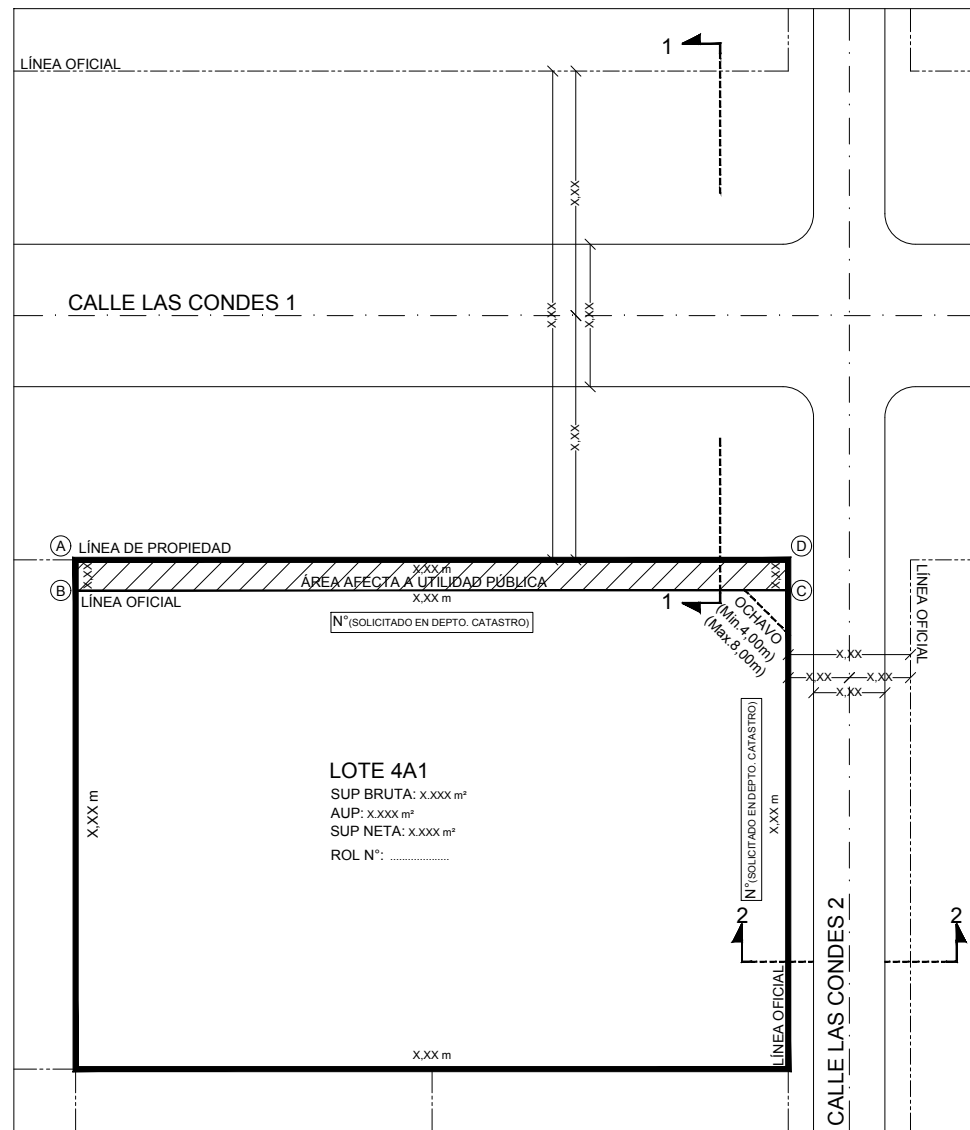 1
LÍNEA OFICIAL
X,XX
CALLE LAS CONDES 1
X,XX
X,XX
X,XX
A
LÍNEA DE PROPIEDAD
D
X,XX
X,XX m
X,XX
ÁREA AFECTA A UTILIDAD PÚBLICA
B
C
LÍNEA OFICIAL
X,XX m
1
N° (SOLICITADO EN DEPTO. CATASTRO)
OCHAVO
(Min.4,00m)
(Max.8,00m)
LÍNEA OFICIAL
X,XX
X,XX
X,XX
X,XX
N° (SOLICITADO EN DEPTO. CATASTRO)
LOTE 4A1
SUP BRUTA: X.XXX m²
AUP: X.XXX m²
SUP NETA: X.XXX m²
ROL N°: ...................
X,XX m
X,XX m
2
2
CALLE LAS CONDES 2
LÍNEA OFICIAL
X,XX m